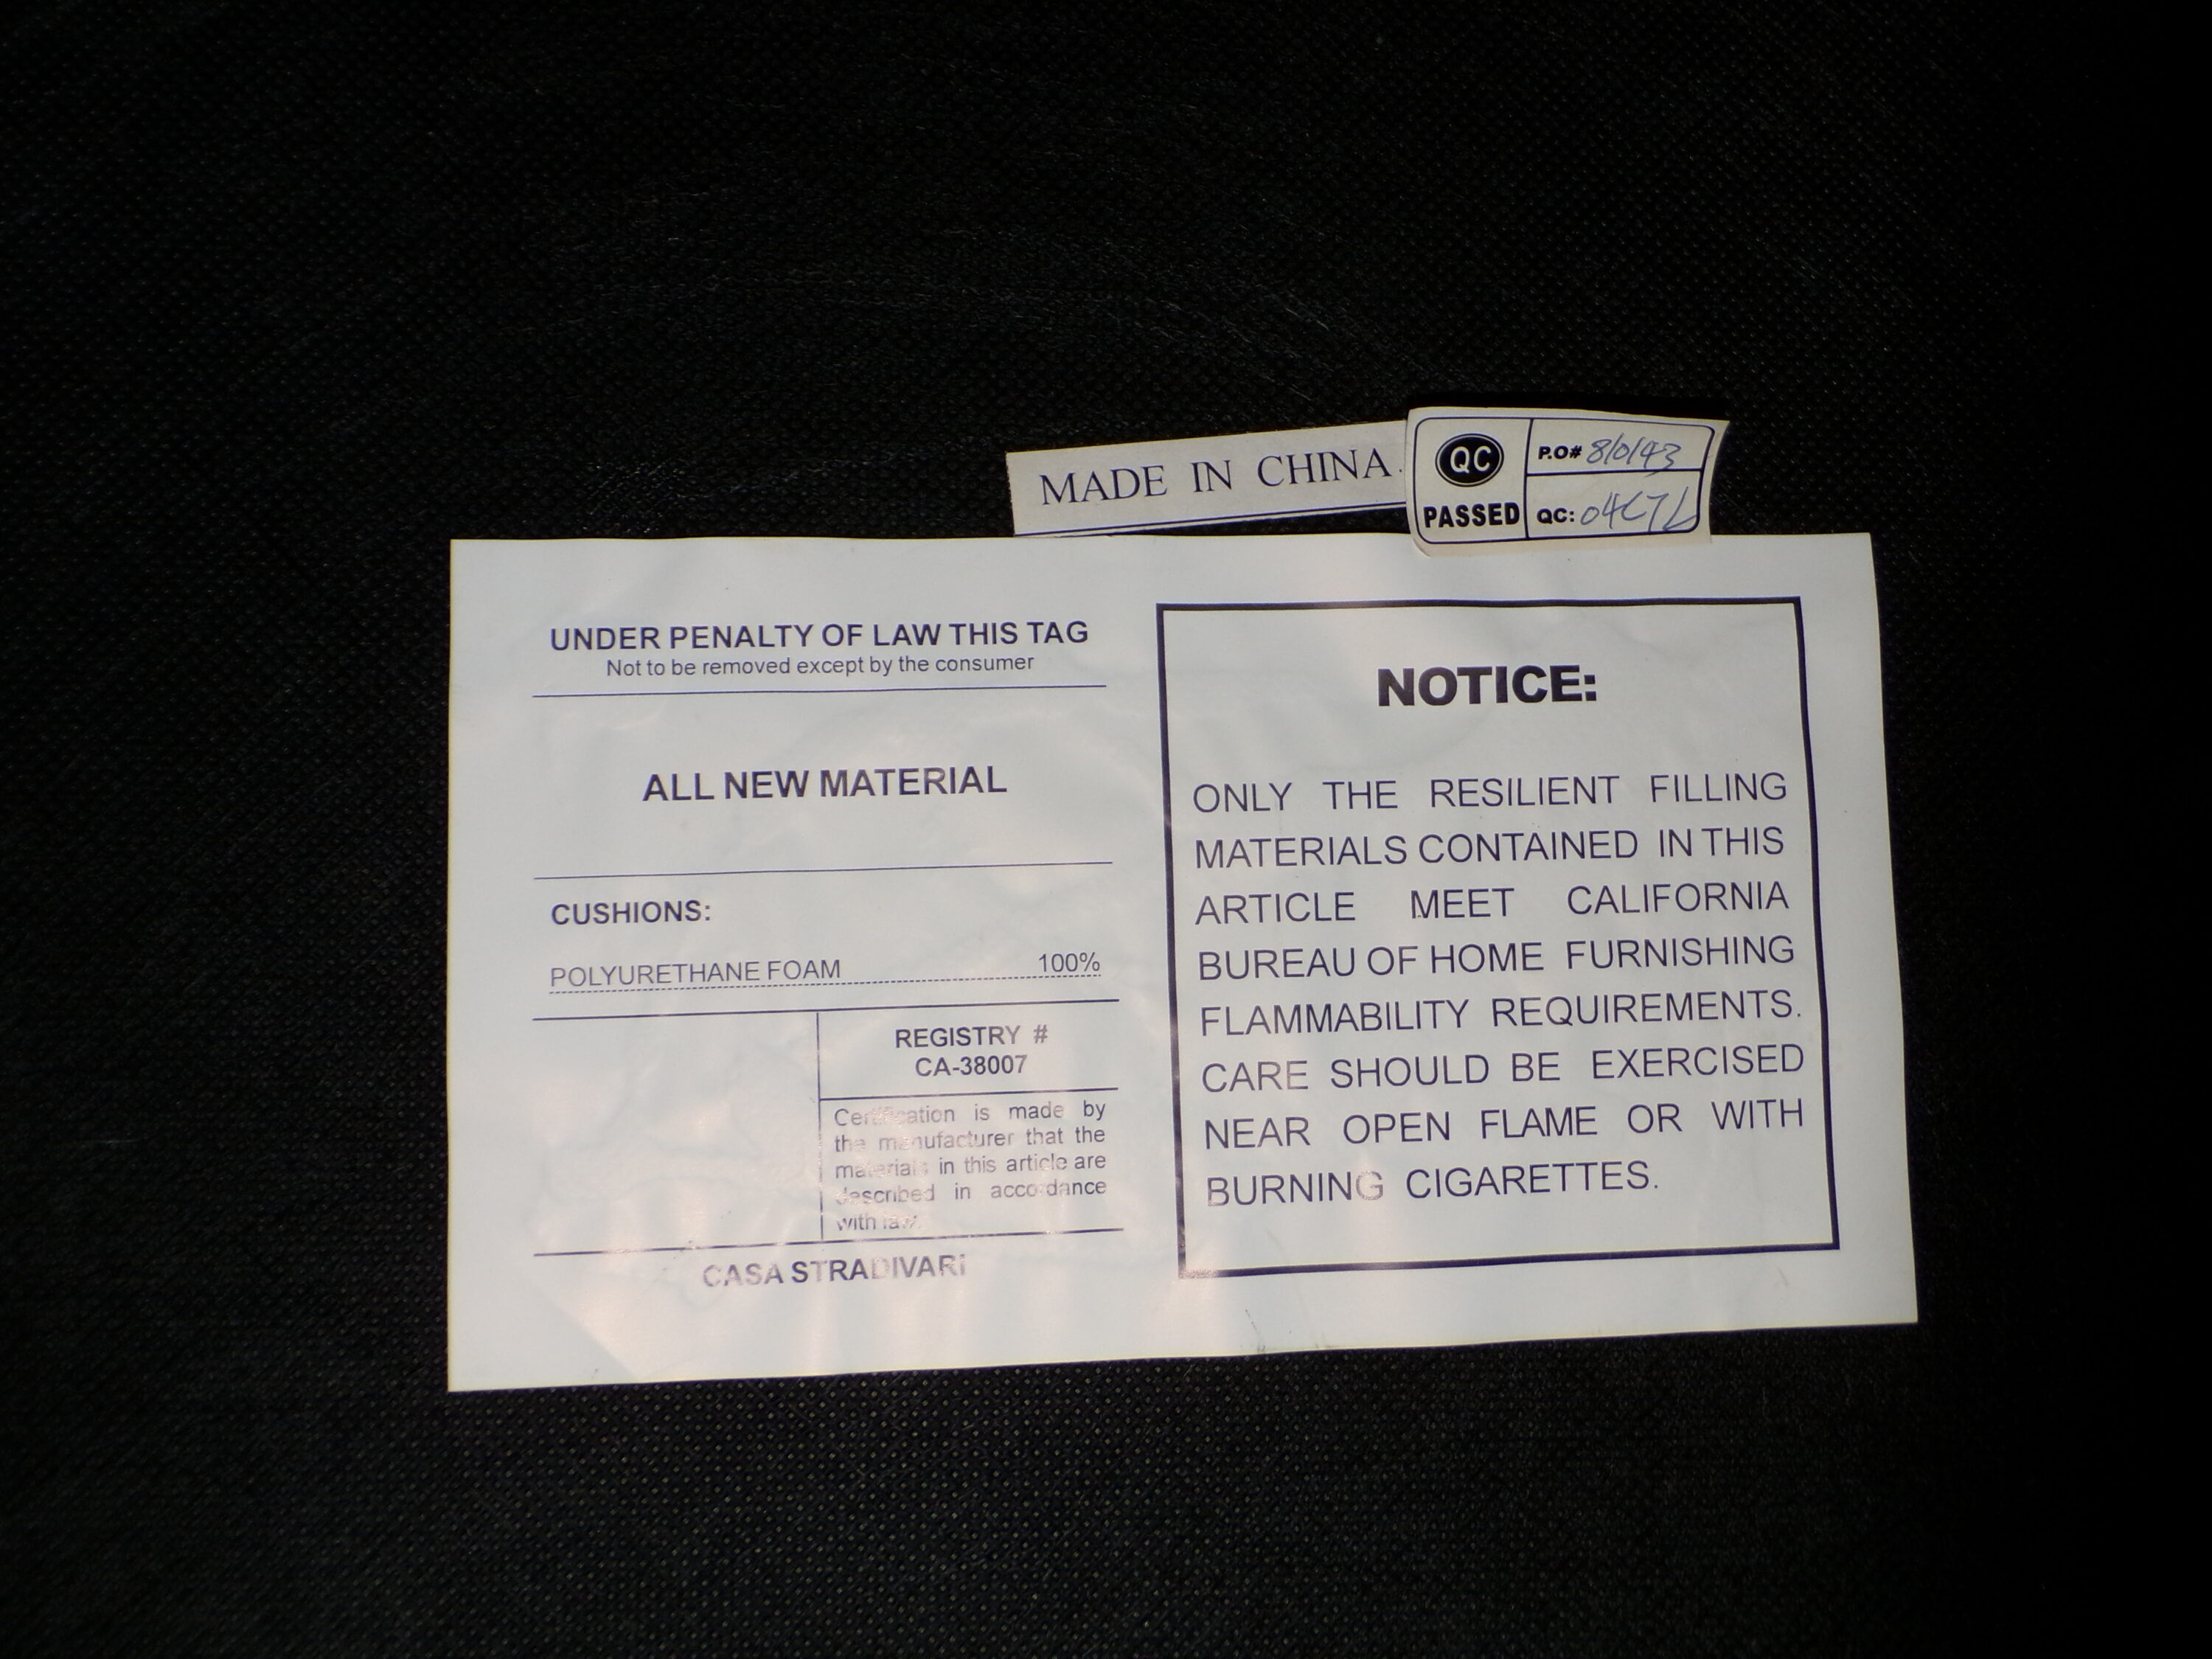 MADE IN CHINA.
QC
PASSED
P.O# 810143
QC:
UNDER PENALTY OF LAW THIS TAG
Not to be removed except by the consumer
ALL NEW MATERIAL
CUSHIONS:
POLYURETHANE FOAM 100%
REGISTRY #
CA-38007
Certification is made by
the manufacturer that the
materials in this article are
described in accordance
with law.
CASA STRADIVARI
NOTICE:
ONLY THE RESILIENT FILLING
MATERIALS CONTAINED IN THIS
ARTICLE MEET CALIFORNIA
BUREAU OF HOME FURNISHING
FLAMMABILITY REQUIREMENTS.
CARE SHOULD BE EXERCISED
NEAR OPEN FLAME OR WITH
BURNING CIGARETTES.